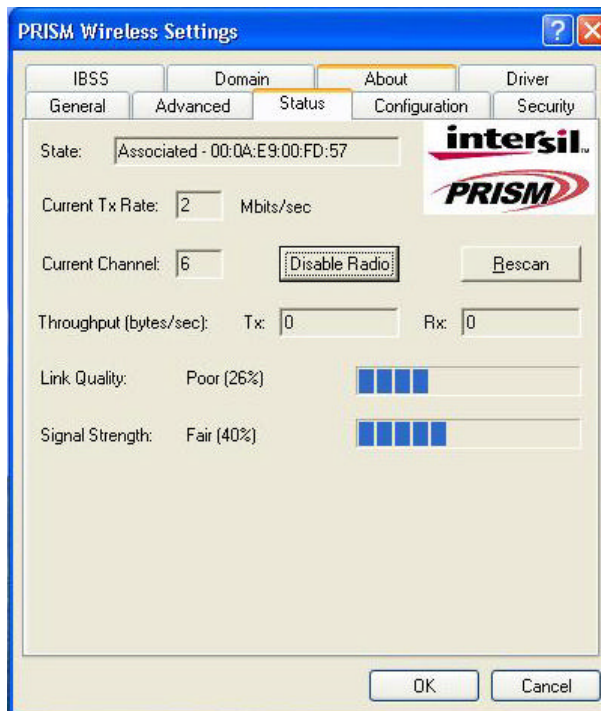 PRISM Wireless Settings
IBSS Domain About Driver
General Advanced Status Configuration Security
intersil.
PRISM
State: Associated - 00:0A:E9:00:FD:57
Current Tx Rate: 2 Mbits/sec
Current Channel: 6 Disable Radio Rescan
Throughput (bytes/sec): Tx: 0 Rx: 0
Link Quality: Poor (26%)
Signal Strength: Fair (40%)
OK Cancel